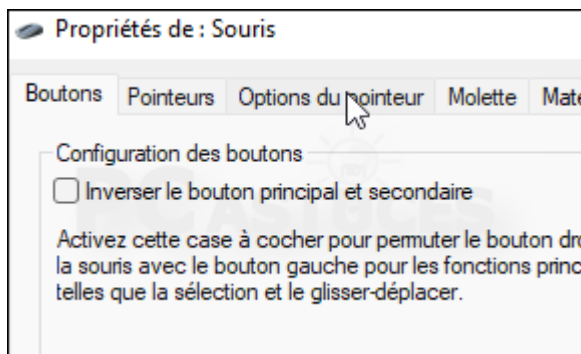 Propriétés de : Souris
Boutons Pointeurs Options du pointeur Molette
Configuration des boutons
Inverser le bouton principal et secondaire
Activez cette case à cocher pour permuter le bouton
la souris avec le bouton gauche pour les fonctions
telles que la sélection et le glisser-déplacer.
PC ASTUCES